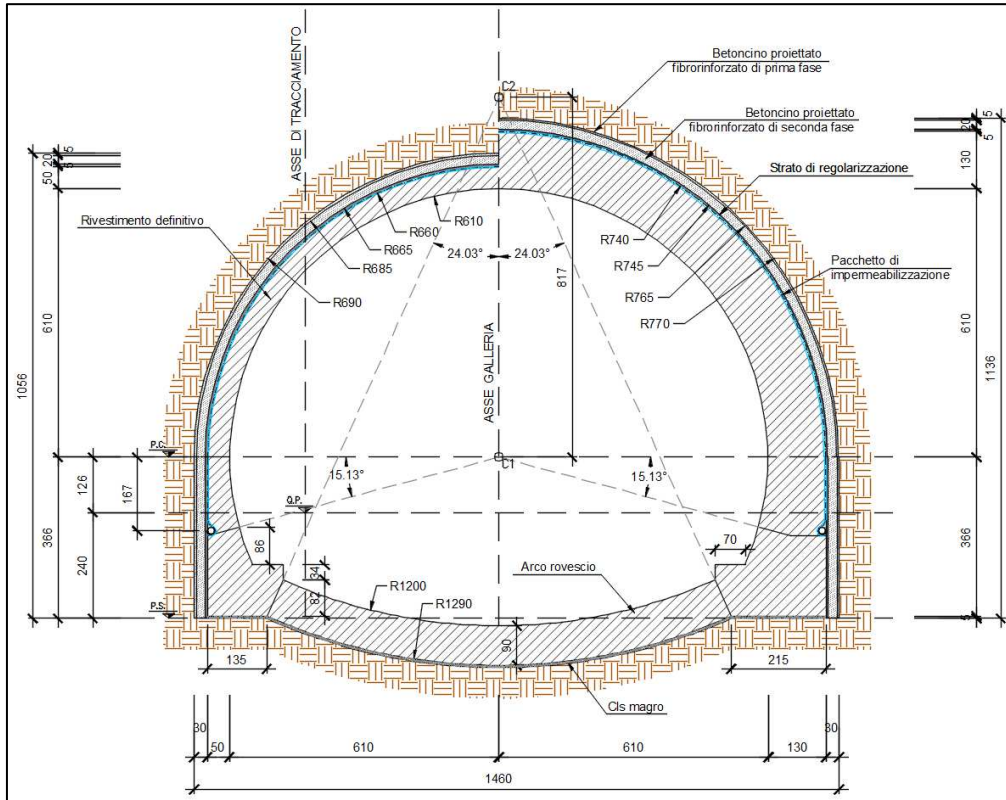 ASSE DI TRACCIAMENTO
C2
Betoncino proiettato
fibrorinforzato di prima fase
Betoncino proiettato
fibrorinforzato di seconda fase
Strato di regolarizzazione
Pacchetto di
impermeabilizzazione
Rivestimento definitivo
R610
R660
R665
R685
R690
24.03°
24.03°
817
R740
R745
R765
R770
ASSE GALLERIA
C1
15.13°
15.13°
5
20
5
50
610
1056
366
126
167
240
P.C.
Q.P.
P.S.
86
34
82
70
R1200
R1290
Arco rovescio
90
Cls magro
135
215
5
20
5
130
610
1136
366
5
30
50
610
610
130
30
1460